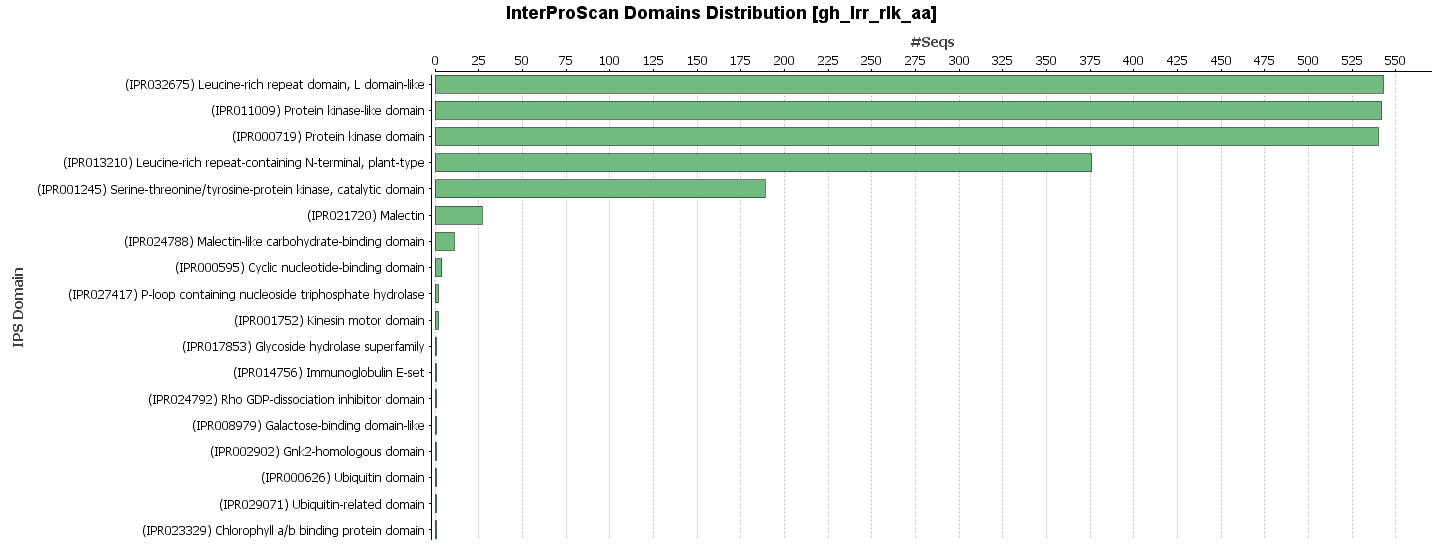 InterProScan Domains Distribution [gh_lrr_rlk_aa]
#Seqs
0 25 50 75 100 125 150 175 200 225 250 275 300 325 350 375 400 425 450 475 500 525 550
(IPR032675) Leucine-rich repeat domain, L domain-like
(IPR011009) Protein kinase-like domain
(IPR000719) Protein kinase domain
(IPR013210) Leucine-rich repeat-containing N-terminal, plant-type
(IPR001245) Serine-threonine/tyrosine-protein kinase, catalytic domain
(IPR021720) Malectin
(IPR024788) Malectin-like carbohydrate-binding domain
(IPR000595) Cyclic nucleotide-binding domain
(IPR027417) P-loop containing nucleoside triphosphate hydrolase
(IPR001752) Kinesin motor domain
(IPR017853) Glycoside hydrolase superfamily
(IPR014756) Immunoglobulin E-set
(IPR024792) Rho GDP-dissociation inhibitor domain
(IPR008979) Galactose-binding domain-like
(IPR002902) Gnk2-homologous domain
(IPR000626) Ubiquitin domain
(IPR029071) Ubiquitin-related domain
(IPR023329) Chlorophyll a/b binding protein domain
IPS Domain